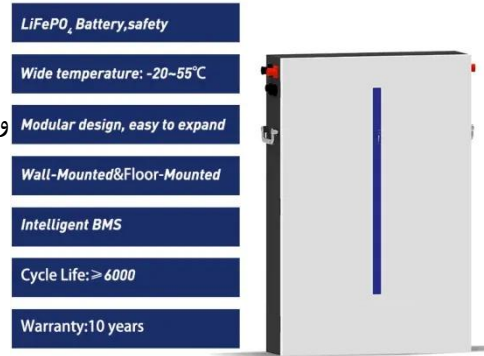 LiFePO₄ Battery,safety
Wide temperature: -20~55℃
و
Modular design, easy to expand
Wall-Mounted&Floor-Mounted
Intelligent BMS
Cycle Life:≥6000
Warranty:10 years